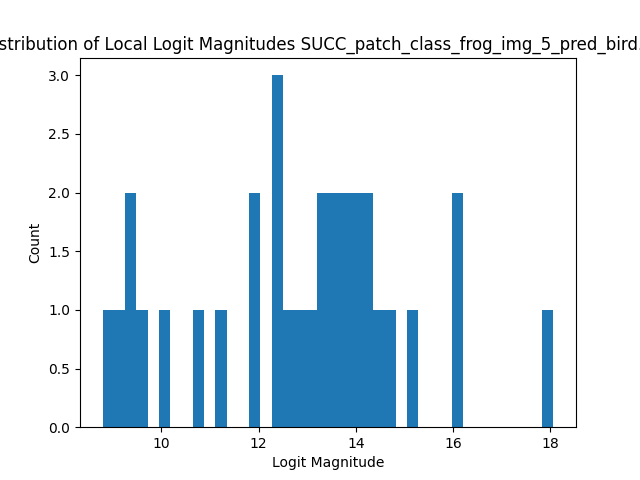 stribution of Local Logit Magnitudes SUCC_patch_class_frog_img_5_pred_bird.
3.0
2.5
2.0
1.5
1.0
0.5
0.0
Count
10 12 14 16 18
Logit Magnitude